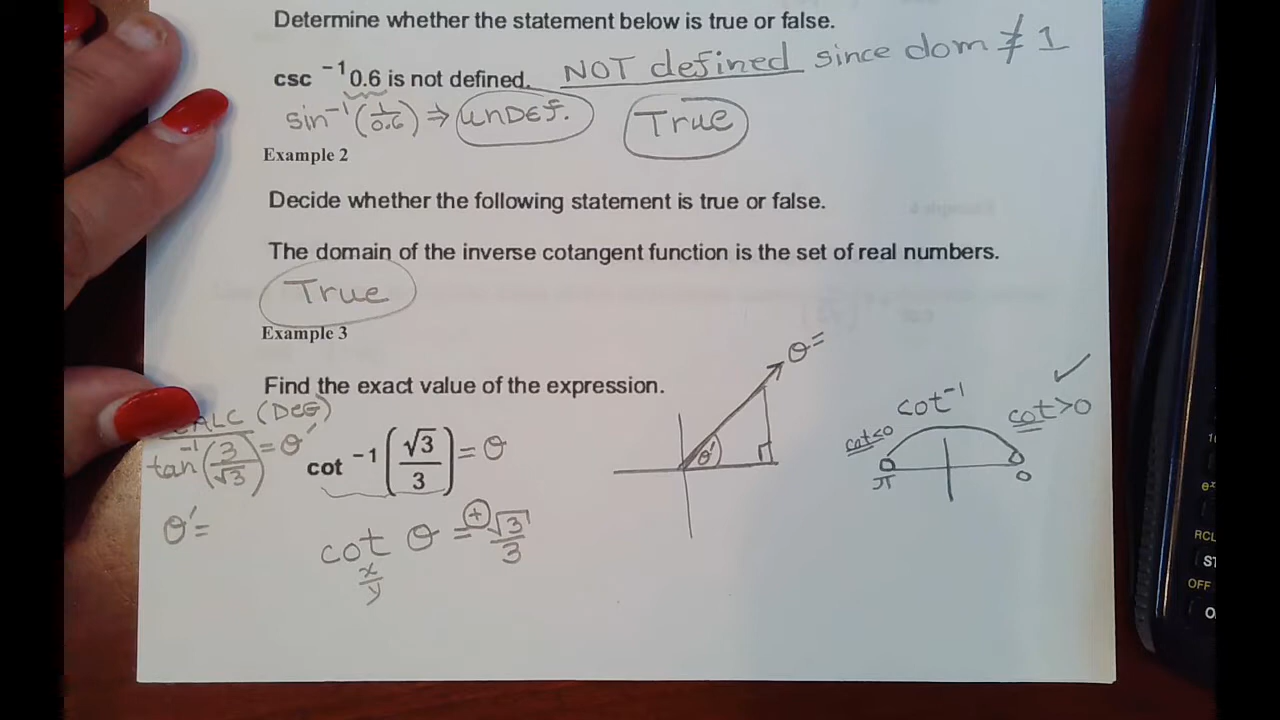 Determine whether the statement below is true or false.
csc ⁻¹0.6 is not defined. NOT defined since dom ≠ 1
sin⁻¹(1/0.6) ⇒ UNDEF. True
Example 2
Decide whether the following statement is true or false.
The domain of the inverse cotangent function is the set of real numbers.
True
Example 3
Find the exact value of the expression.
θ=
CALC (DEG)
tan⁻¹(3/√3) = θ'
cot ⁻¹(√3/3) = θ
θ'
cot⁻¹
cot<0
cot>0
π
0
θ'=
cot θ = + √3/3
x/y
RCL
OFF